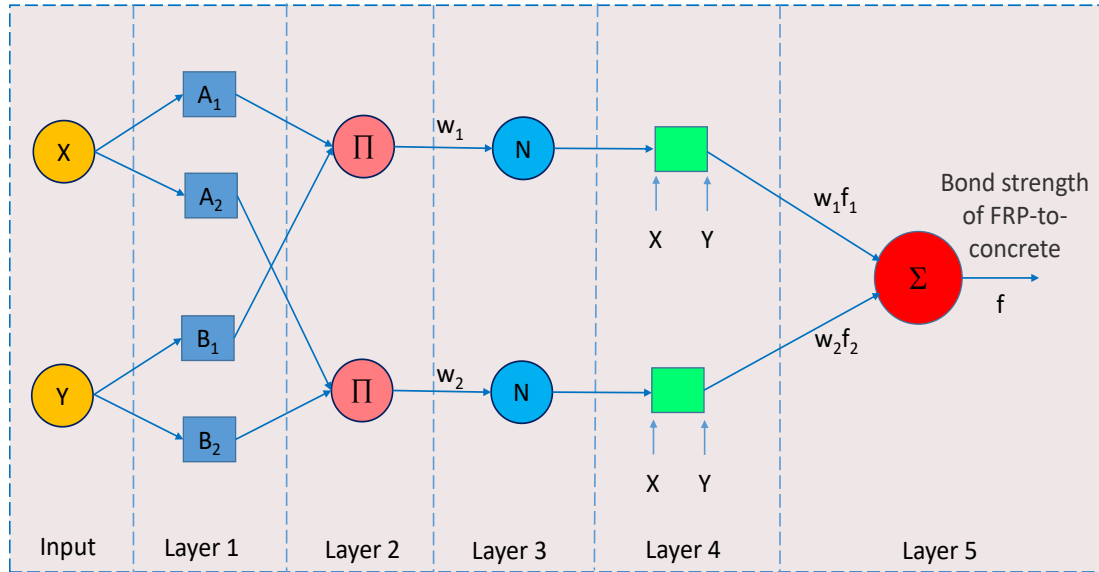 X
Y
A₁
A₂
B₁
B₂
∏
∏
w₁
w₂
N
N
X Y
X Y
w₁f₁
w₂f₂
Σ
Bond strength
of FRP-to-
concrete
f
Input
Layer 1
Layer 2
Layer 3
Layer 4
Layer 5